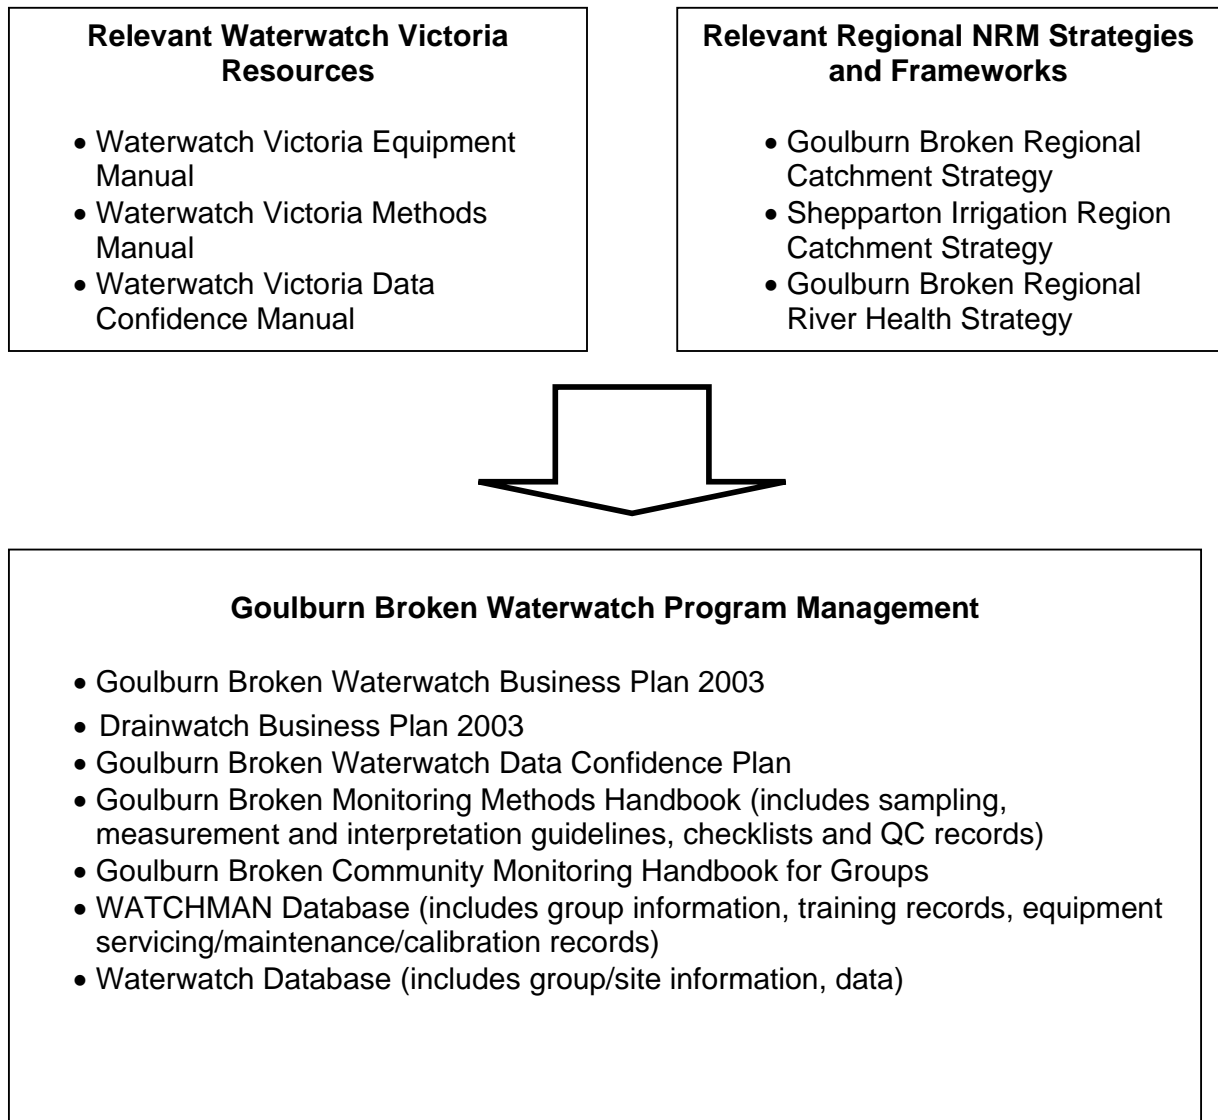 Relevant Waterwatch Victoria
Resources
• Waterwatch Victoria Equipment
Manual
• Waterwatch Victoria Methods
Manual
• Waterwatch Victoria Data
Confidence Manual
Relevant Regional NRM Strategies
and Frameworks
• Goulburn Broken Regional
Catchment Strategy
• Shepparton Irrigation Region
Catchment Strategy
• Goulburn Broken Regional
River Health Strategy
Goulburn Broken Waterwatch Program Management
• Goulburn Broken Waterwatch Business Plan 2003
• Drainwatch Business Plan 2003
• Goulburn Broken Waterwatch Data Confidence Plan
• Goulburn Broken Monitoring Methods Handbook (includes sampling,
measurement and interpretation guidelines, checklists and QC records)
• Goulburn Broken Community Monitoring Handbook for Groups
• WATCHMAN Database (includes group information, training records, equipment
servicing/maintenance/calibration records)
• Waterwatch Database (includes group/site information, data)